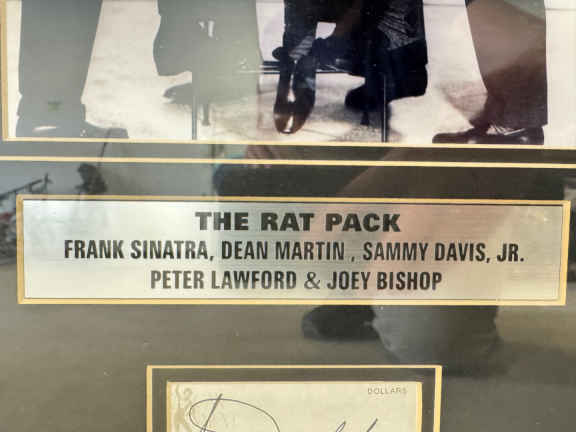 THE RAT PACK
FRANK SINATRA, DEAN MARTIN , SAMMY DAVIS, JR.
PETER LAWFORD & JOEY BISHOP
DOLLARS